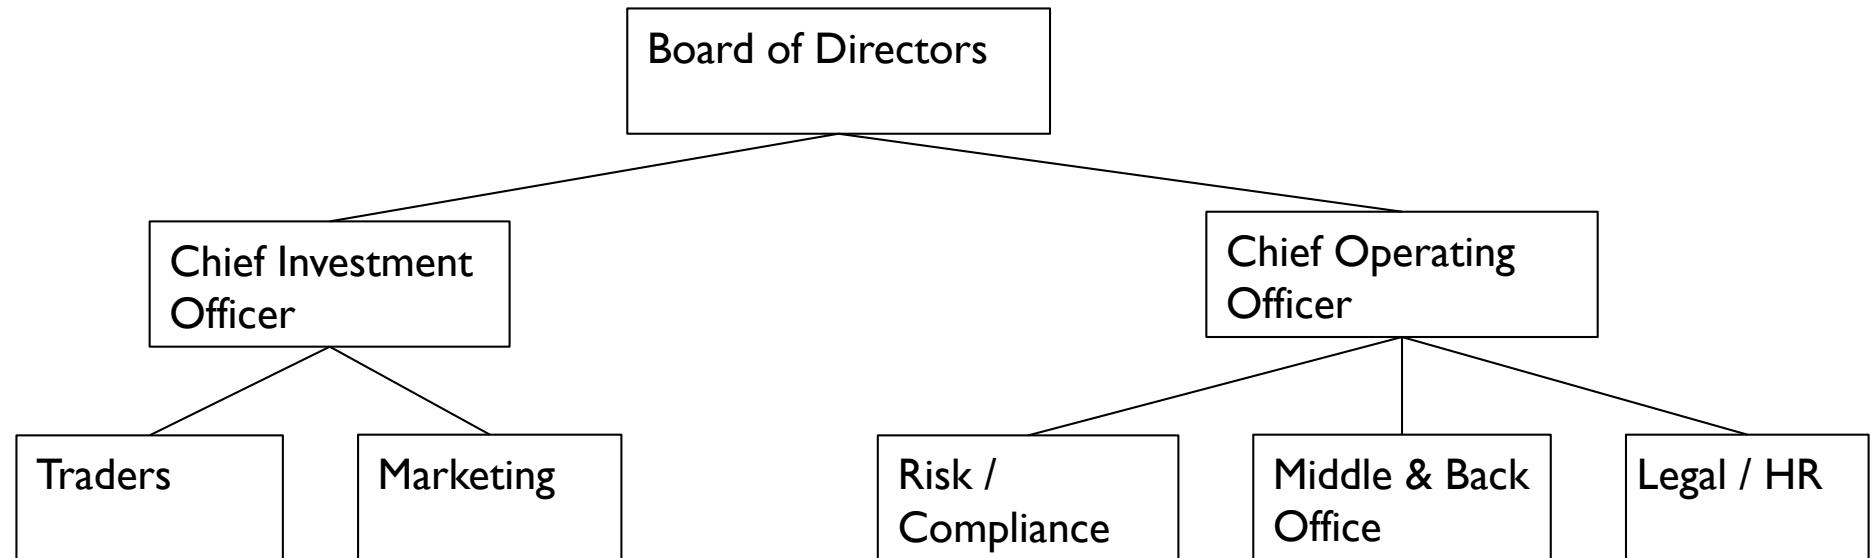 Board of Directors
Chief Investment
Officer
Chief Operating
Officer
Traders
Marketing
Risk /
Compliance
Middle & Back
Office
Legal / HR